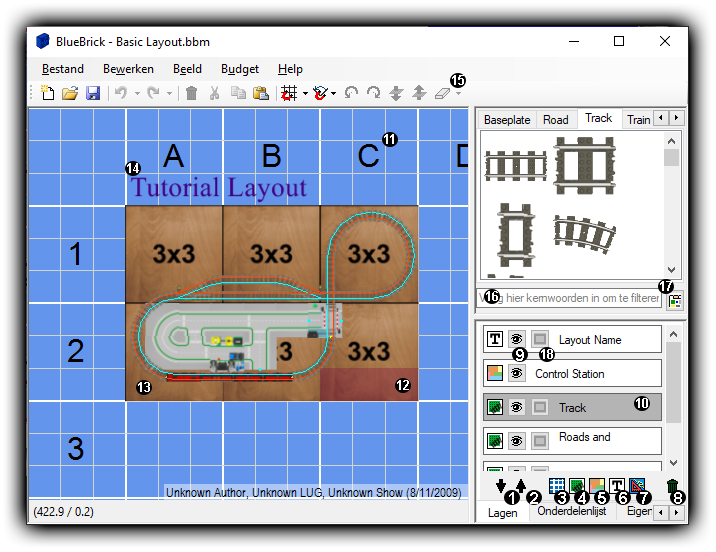 BlueBrick - Basic Layout.bbm
Bestand Bewerken Beeld Budget Help
15
A B C D
11
14
Tutorial Layout
1 3x3 3x3 3x3
2 3x3 3x3
13 12
3
Unknown Author, Unknown LUG, Unknown Show (8/11/2009)
(422.9 / 0.2)
Baseplate Road Track Train
17
16 hier kernwoorden in om te filteren
T Layout Name
9 18
Control Station
Track 10
Roads and
T
1 2 3 4 5 6 7 8
Lagen Onderdelenlijst Eigen